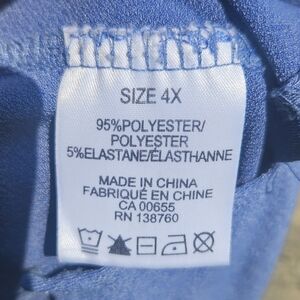 SIZE 4X
95%POLYESTER/
POLYESTER
5%ELASTANE/ÉLASTHANNE
MADE IN CHINA
FABRIQUÉ EN CHINE
CA 00655
RN 138760